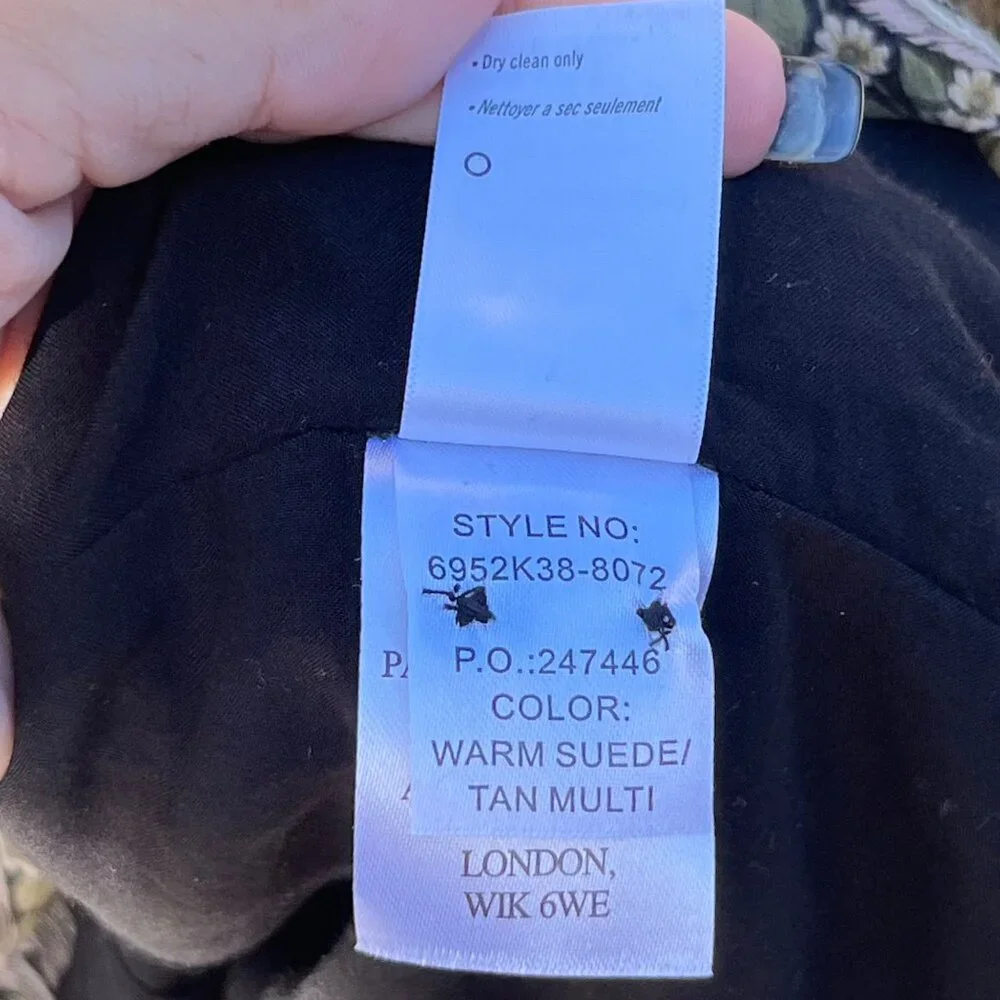 • Dry clean only
• Nettoyer a sec seulement
STYLE NO:
6952K38-8072
P.O.:247446
COLOR:
WARM SUEDE/
TAN MULTI
LONDON,
WIK 6WE